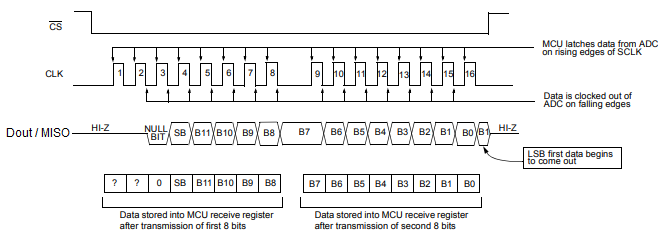 CS
MCU latches data from ADC
on rising edges of SCLK
CLK 1 2 3 4 5 6 7 8 9 10 11 12 13 14 15 16
Data is clocked out of
ADC on falling edges
Dout / MISO HI-Z NULL BIT SB B11 B10 B9 B8 B7 B6 B5 B4 B3 B2 B1 B0 B1 HI-Z
LSB first data begins
to come out
? ? 0 SB B11 B10 B9 B8 B7 B6 B5 B4 B3 B2 B1 B0
Data stored into MCU receive register
after transmission of first 8 bits
Data stored into MCU receive register
after transmission of second 8 bits